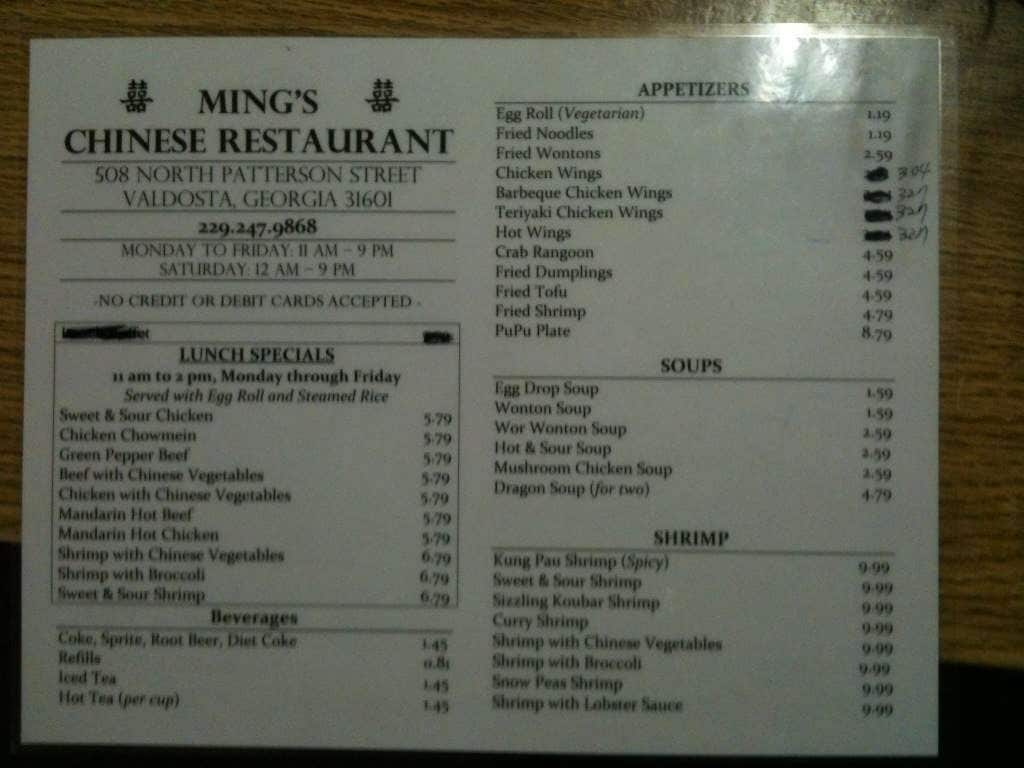 囍 MING'S 囍
CHINESE RESTAURANT
508 NORTH PATTERSON STREET
VALDOSTA, GEORGIA 31601
229.247.9868
MONDAY TO FRIDAY: 11 AM – 9 PM
SATURDAY: 12 AM – 9 PM
-NO CREDIT OR DEBIT CARDS ACCEPTED -
LUNCH SPECIALS
11 am to 2 pm, Monday through Friday
Served with Egg Roll and Steamed Rice
Sweet & Sour Chicken 5.79
Chicken Chowmein 5.79
Green Pepper Beef 5.79
Beef with Chinese Vegetables 5.79
Chicken with Chinese Vegetables 5.79
Mandarin Hot Beef 5.79
Mandarin Hot Chicken 5.79
Shrimp with Chinese Vegetables 6.79
Shrimp with Broccoli 6.79
Sweet & Sour Shrimp 6.79
Beverages
Coke, Sprite, Root Beer, Diet Coke 1.45
Refills 0.81
Iced Tea 1.45
Hot Tea (per cup) 1.45
APPETIZERS
Egg Roll (Vegetarian) 1.19
Fried Noodles 1.19
Fried Wontons 2.59
Chicken Wings 304
Barbeque Chicken Wings 327
Teriyaki Chicken Wings 327
Hot Wings 327
Crab Rangoon 4.59
Fried Dumplings 4.59
Fried Tofu 4.59
Fried Shrimp 4.79
PuPu Plate 8.79
SOUPS
Egg Drop Soup 1.59
Wonton Soup 1.59
Wor Wonton Soup 2.59
Hot & Sour Soup 2.59
Mushroom Chicken Soup 2.59
Dragon Soup (for two) 4.79
SHRIMP
Kung Pau Shrimp (Spicy) 9.99
Sweet & Sour Shrimp 9.99
Sizzling Koubar Shrimp 9.99
Curry Shrimp 9.99
Shrimp with Chinese Vegetables 9.99
Shrimp with Broccoli 9.99
Snow Peas Shrimp 9.99
Shrimp with Lobster Sauce 9.99